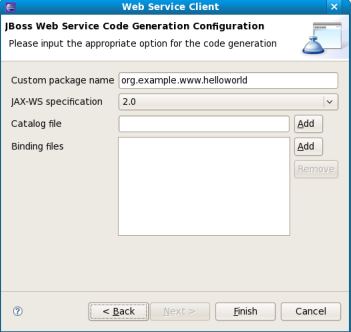 Web Service Client
JBoss Web Service Code Generation Configuration
Please input the appropriate option for the code generation
Custom package name org.example.www.helloworld
JAX-WS specification 2.0
Catalog file Add
Binding files Add
Remove
? < Back Next > Finish Cancel